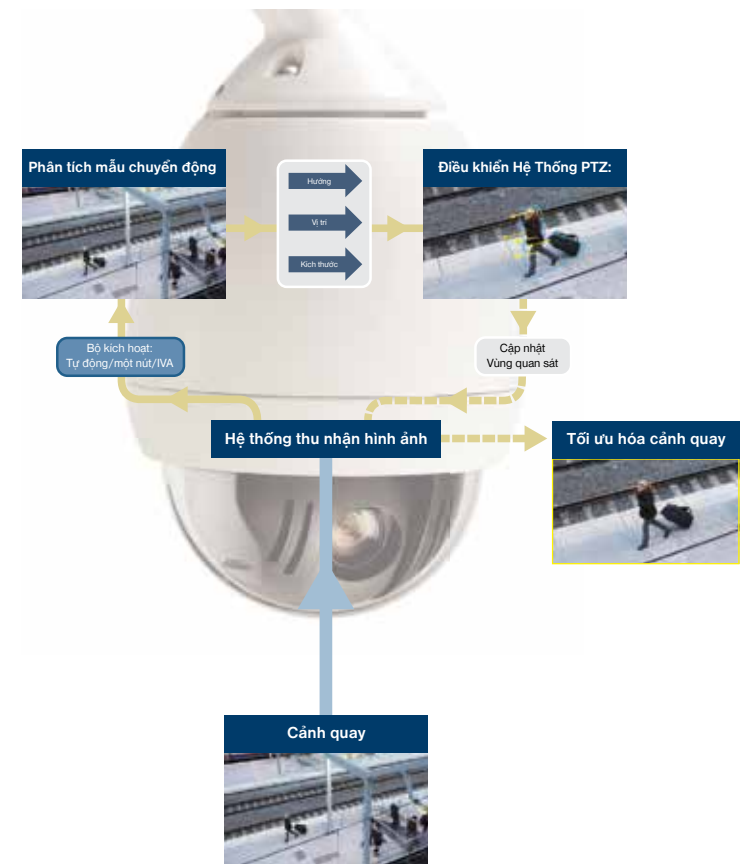 Phân tích mẫu chuyển động
Hướng
Vị trí
Kích thước
Điều khiển Hệ Thống PTZ:
Bộ kích hoạt:
Tự động/một nút/IVA
Cập nhật
Vùng quan sát
Hệ thống thu nhận hình ảnh
Tối ưu hóa cảnh quay
Cảnh quay